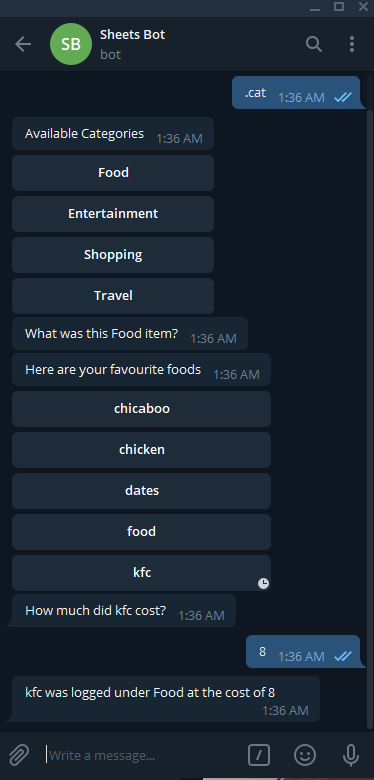 SB
Sheets Bot
bot
.cat 1:36 AM
Available Categories 1:36 AM
Food
Entertainment
Shopping
Travel
What was this Food item? 1:36 AM
Here are your favourite foods 1:36 AM
chicaboo
chicken
dates
food
kfc
How much did kfc cost? 1:36 AM
8 1:36 AM
kfc was logged under Food at the cost of 8
1:36 AM
Write a message...
/